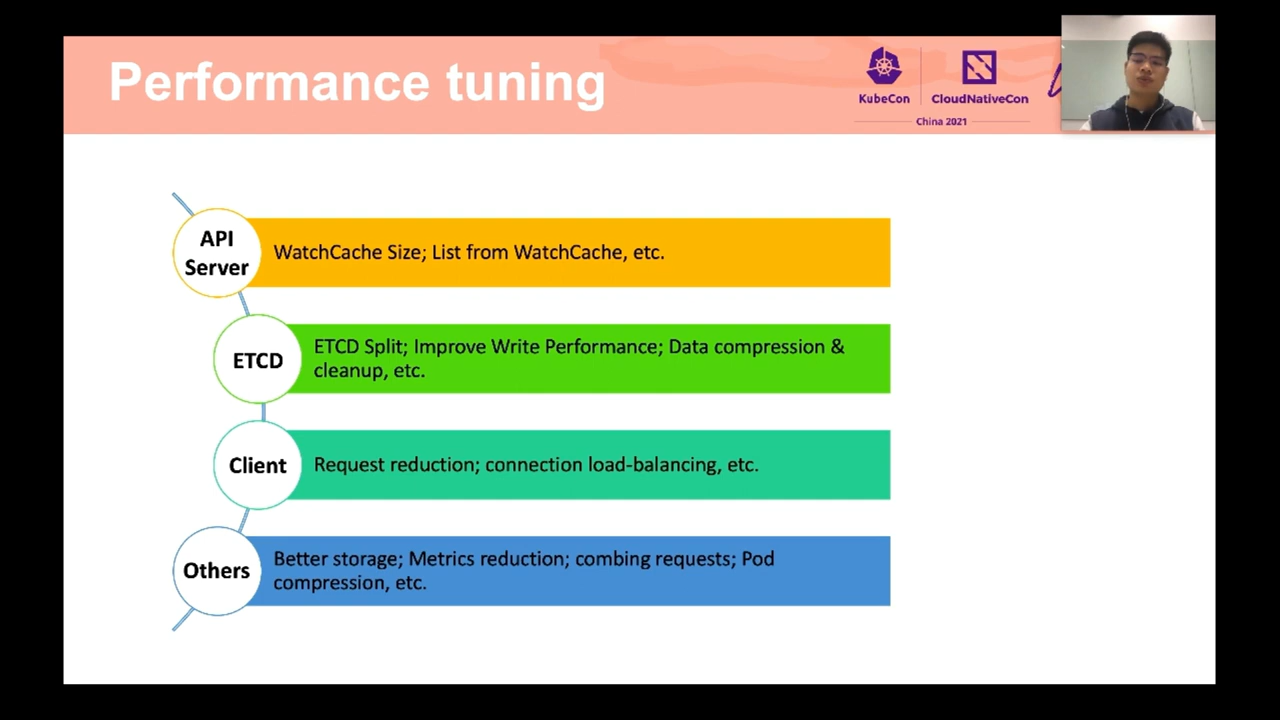 Performance tuning
KubeCon
CloudNativeCon
China 2021
API
Server
WatchCache Size; List from WatchCache, etc.
ETCD
ETCD Split; Improve Write Performance; Data compression &
cleanup, etc.
Client
Request reduction; connection load-balancing, etc.
Others
Better storage; Metrics reduction; combing requests; Pod
compression, etc.